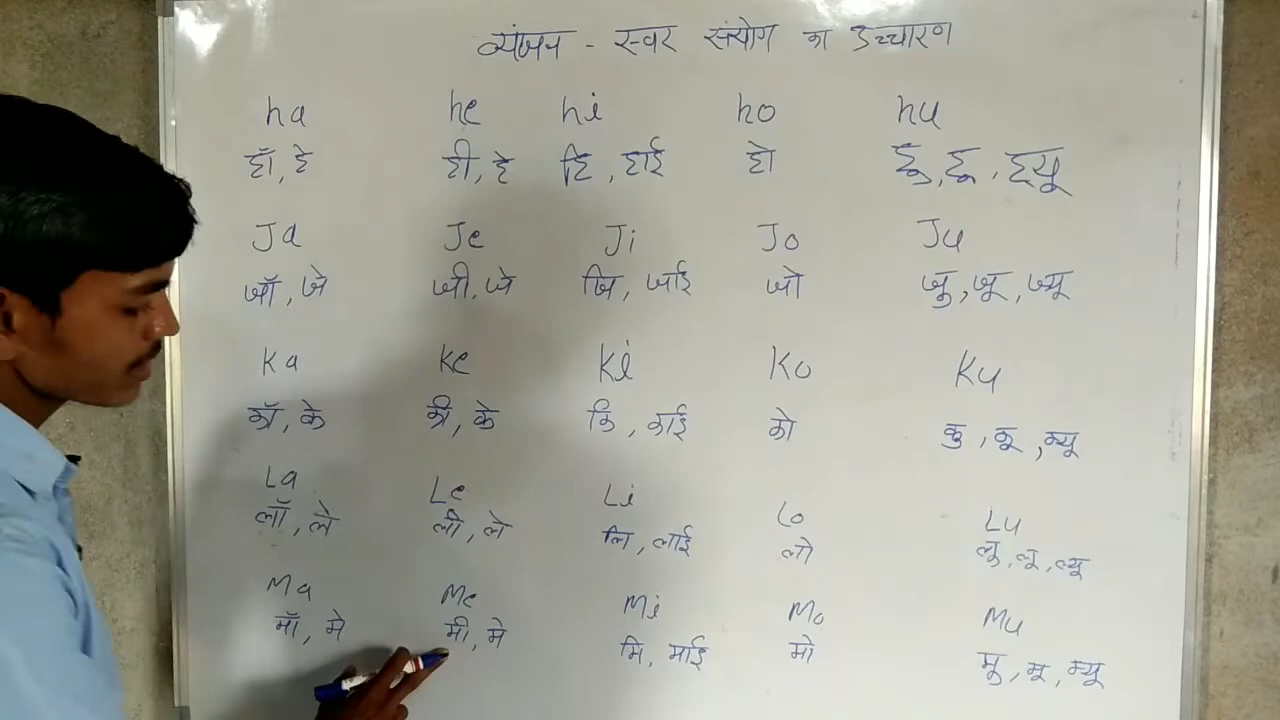 व्यंजन - स्वर संयोग का उच्चारण
ha he hi ho hu
हॉ, हे ही, हे हि, हाई हो हु, हू, ह्यू
Ja Je Ji Jo Ju
जॉ, जे जी, जे जि, जाई जो जु, जू, ज्यू
Ka Ke Ki Ko Ku
कॉ, के की, के कि, काई को कु, कू, क्यू
La Le Li Lo Lu
लॉ, ले ली, ले लि, लाई लो लु, लू, ल्यू
Ma Me Mi Mo Mu
मॉ, मे मी, मे मि, माई मो मु, मू, म्यू